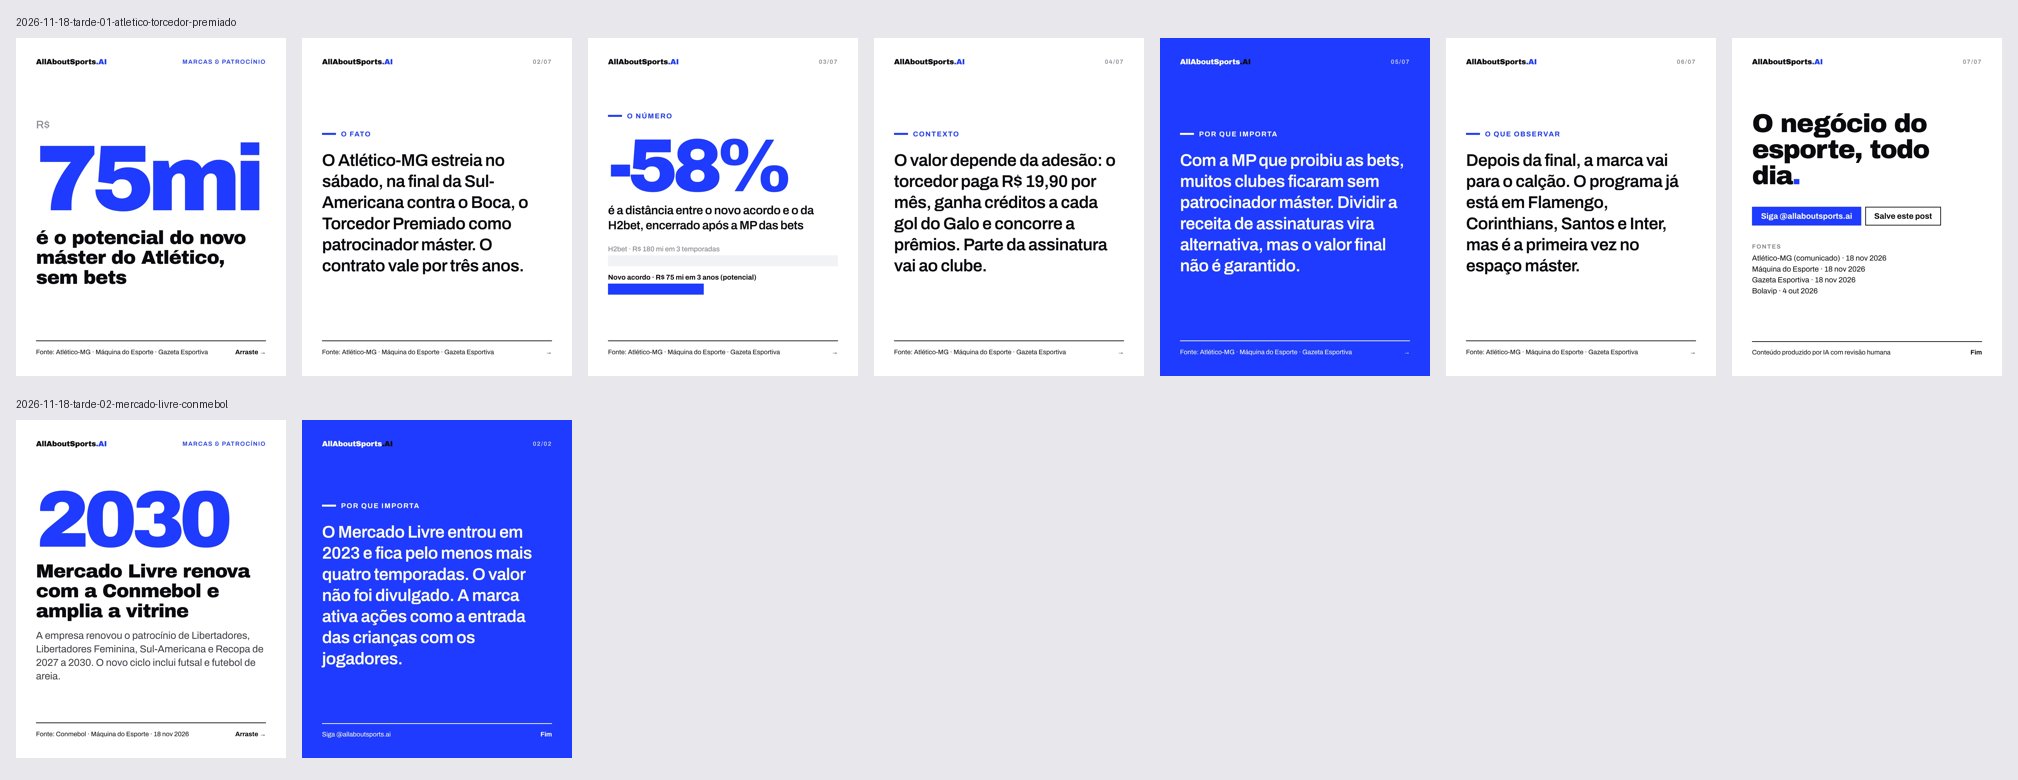 2026-11-18-tarde-01-atletico-torcedor-premiado
AllAboutSports.AI
MARCAS & PATROCÍNIO
R$
75mi
é o potencial do novo
máster do Atlético,
sem bets
Fonte: Atlético-MG · Máquina do Esporte · Gazeta Esportiva
Arraste →
AllAboutSports.AI
02/07
O FATO
O Atlético-MG estreia no
sábado, na final da Sul-
Americana contra o Boca, o
Torcedor Premiado como
patrocinador máster. O
contrato vale por três anos.
Fonte: Atlético-MG · Máquina do Esporte · Gazeta Esportiva
→
AllAboutSports.AI
03/07
O NÚMERO
-58%
é a distância entre o novo acordo e o da
H2bet, encerrado após a MP das bets
H2bet · R$ 180 mi em 3 temporadas
Novo acordo · R$ 75 mi em 3 anos (potencial)
Fonte: Atlético-MG · Máquina do Esporte · Gazeta Esportiva
→
AllAboutSports.AI
04/07
CONTEXTO
O valor depende da adesão: o
torcedor paga R$ 19,90 por
mês, ganha créditos a cada
gol do Galo e concorre a
prêmios. Parte da assinatura
vai ao clube.
Fonte: Atlético-MG · Máquina do Esporte · Gazeta Esportiva
→
AllAboutSports.AI
05/07
POR QUE IMPORTA
Com a MP que proibiu as bets,
muitos clubes ficaram sem
patrocinador máster. Dividir a
receita de assinaturas vira
alternativa, mas o valor final
não é garantido.
Fonte: Atlético-MG · Máquina do Esporte · Gazeta Esportiva
→
AllAboutSports.AI
06/07
O QUE OBSERVAR
Depois da final, a marca vai
para o calção. O programa já
está em Flamengo,
Corinthians, Santos e Inter,
mas é a primeira vez no
espaço máster.
Fonte: Atlético-MG · Máquina do Esporte · Gazeta Esportiva
→
AllAboutSports.AI
07/07
O negócio do
esporte, todo
dia.
Siga @allaboutsports.ai
Salve este post
FONTES
Atlético-MG (comunicado) · 18 nov 2026
Máquina do Esporte · 18 nov 2026
Gazeta Esportiva · 18 nov 2026
Bolavip · 4 out 2026
Conteúdo produzido por IA com revisão humana
Fim
2026-11-18-tarde-02-mercado-livre-conmebol
AllAboutSports.AI
MARCAS & PATROCÍNIO
2030
Mercado Livre renova
com a Conmebol e
amplia a vitrine
A empresa renovou o patrocínio de Libertadores,
Libertadores Feminina, Sul-Americana e Recopa de
2027 a 2030. O novo ciclo inclui futsal e futebol de
areia.
Fonte: Conmebol · Máquina do Esporte · 18 nov 2026
Arraste →
AllAboutSports.AI
02/02
POR QUE IMPORTA
O Mercado Livre entrou em
2023 e fica pelo menos mais
quatro temporadas. O valor
não foi divulgado. A marca
ativa ações como a entrada
das crianças com os
jogadores.
Siga @allaboutsports.ai
Fim